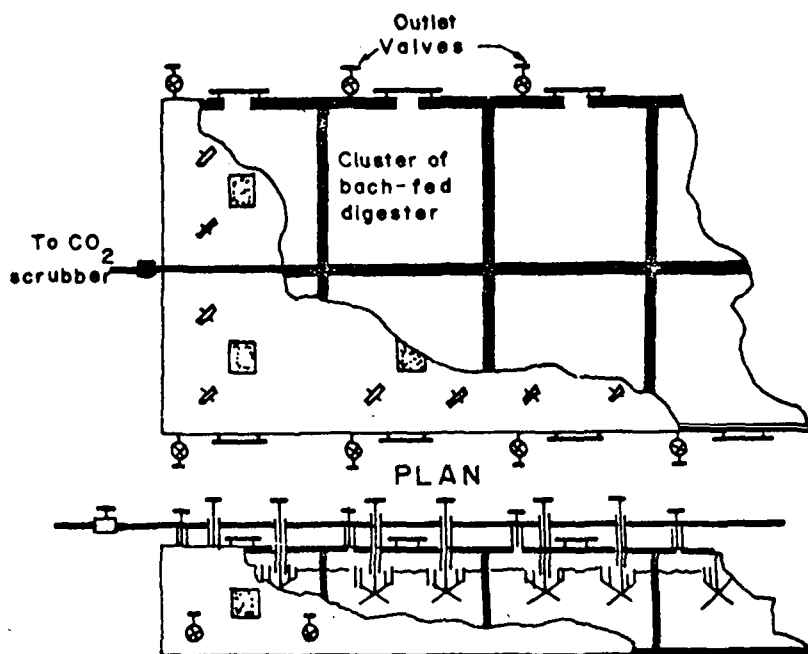 Outlet
Valves
Cluster of
bach-fed
digester
To CO2
scrubber
PLAN